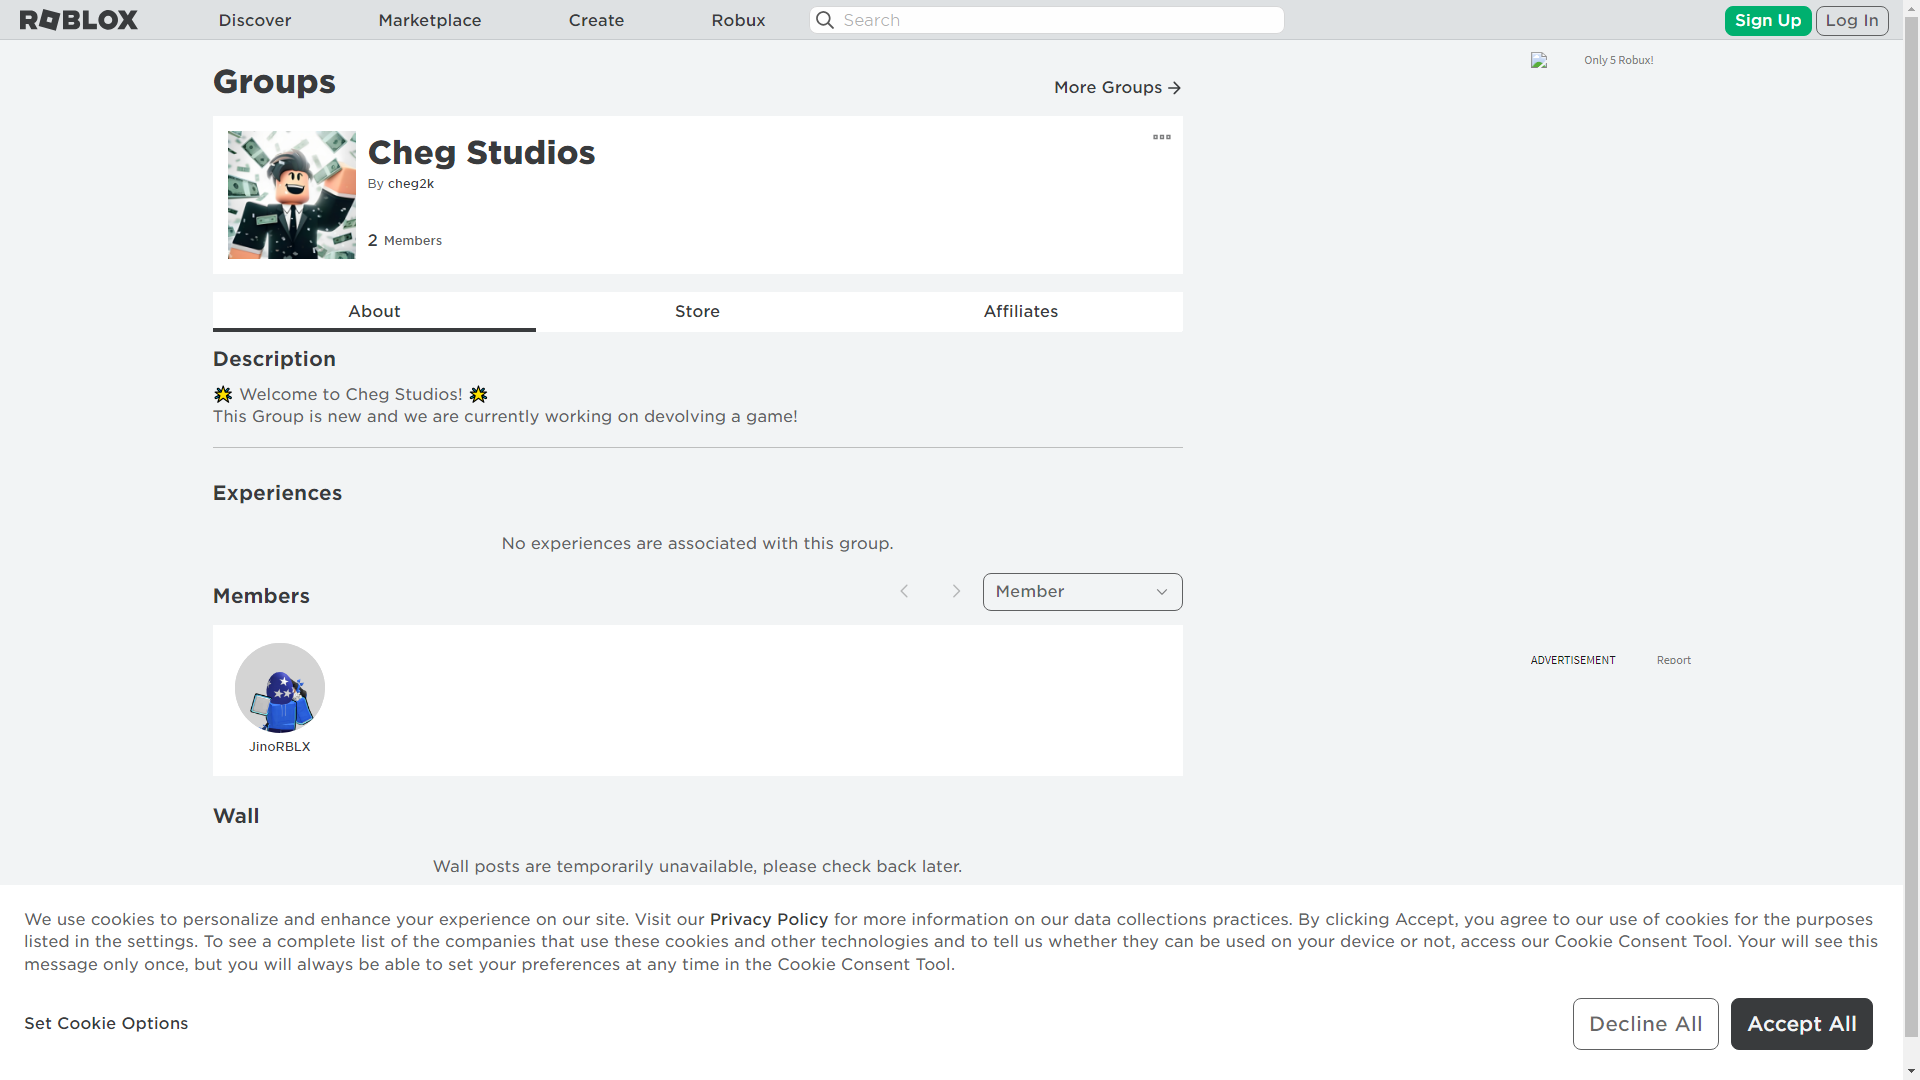 ROBLOX
Discover
Marketplace
Create
Robux
Search
Sign Up
Log In
Only 5 Robux!
Groups
More Groups
Cheg Studios
By cheg2k
2 Members
About
Store
Affiliates
Description
🌟 Welcome to Cheg Studios! 🌟
This Group is new and we are currently working on devolving a game!
Experiences
No experiences are associated with this group.
Members
Member
JinoRBLX
ADVERTISEMENT
Report
Wall
Wall posts are temporarily unavailable, please check back later.
We use cookies to personalize and enhance your experience on our site. Visit our Privacy Policy for more information on our data collections practices. By clicking Accept, you agree to our use of cookies for the purposes
listed in the settings. To see a complete list of the companies that use these cookies and other technologies and to tell us whether they can be used on your device or not, access our Cookie Consent Tool. Your will see this
message only once, but you will always be able to set your preferences at any time in the Cookie Consent Tool.
Set Cookie Options
Decline All
Accept All